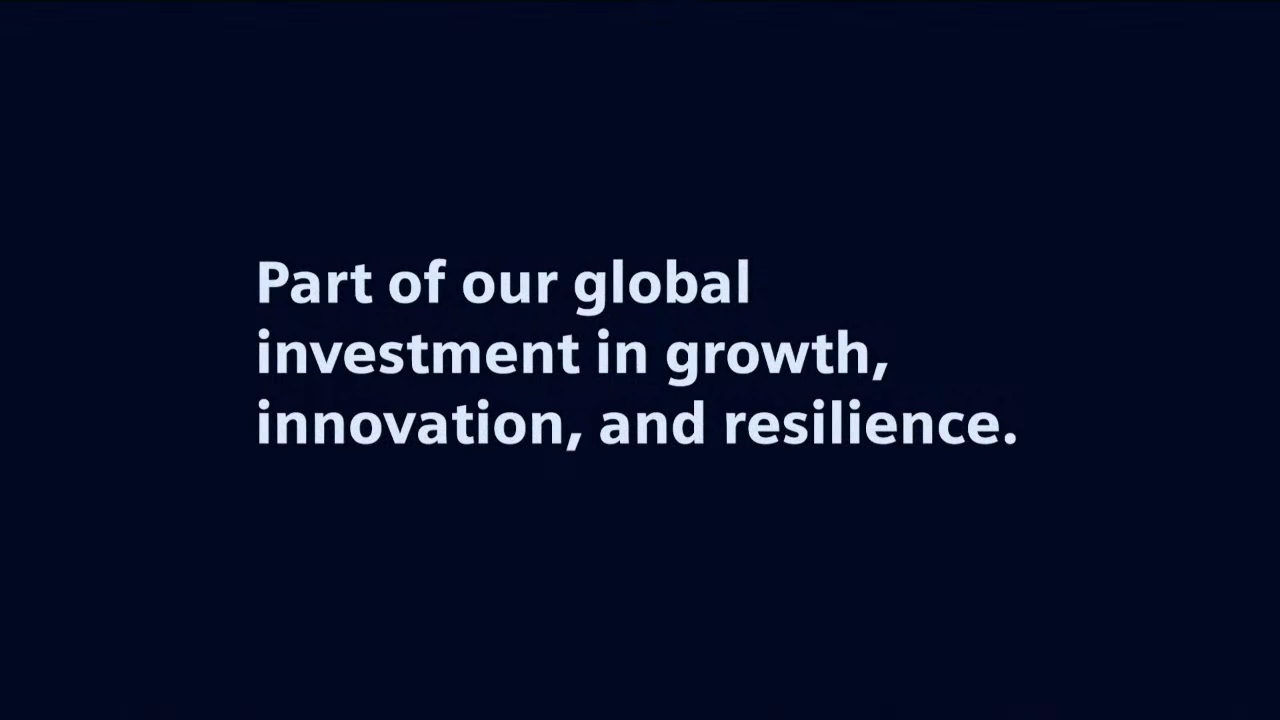 Part of our global
investment in growth,
innovation, and resilience.